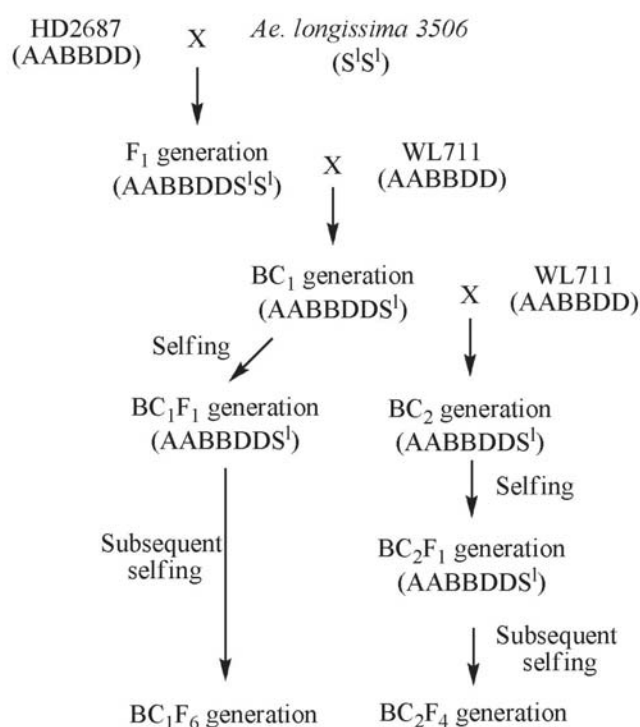 HD2687 X Ae. longissima 3506
(AABBDD) (SˡSˡ)
F₁ generation X WL711
(AABBDDSˡSˡ) (AABBDD)
BC₁ generation X WL711
(AABBDDSˡ) (AABBDD)
Selfing
BC₁F₁ generation BC₂ generation
(AABBDDSˡ) (AABBDDSˡ)
Selfing
Subsequent
selfing
BC₂F₁ generation
(AABBDDSˡ)
Subsequent
selfing
BC₁F₆ generation BC₂F₄ generation